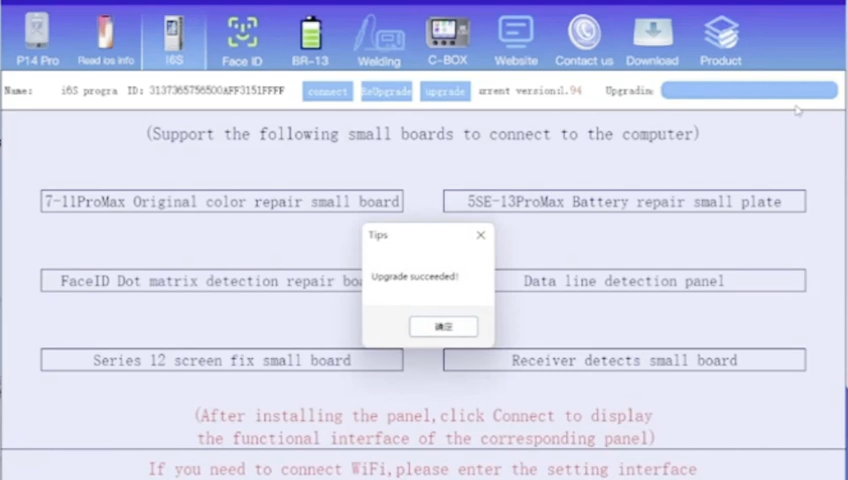 P14 Pro
Read ios info
i6S
Face ID
BR-13
Welding
C-BOX
Website
Contact us
Download
Product
Name: i6S progra ID: 3137365756500AFF3151FFFF connect ReUpgrade upgrade urrent version:1.94 Upgradin
(Support the following small boards to connect to the computer)
7-11ProMax Original color repair small board
5SE-13ProMax Battery repair small plate
Tips
Upgrade succeeded!
確定
FaceID Dot matrix detection repair bo
Data line detection panel
Series 12 screen fix small board
Receiver detects small board
(After installing the panel,click Connect to display
the functional interface of the corresponding panel)
If you need to connect WiFi,please enter the setting interface